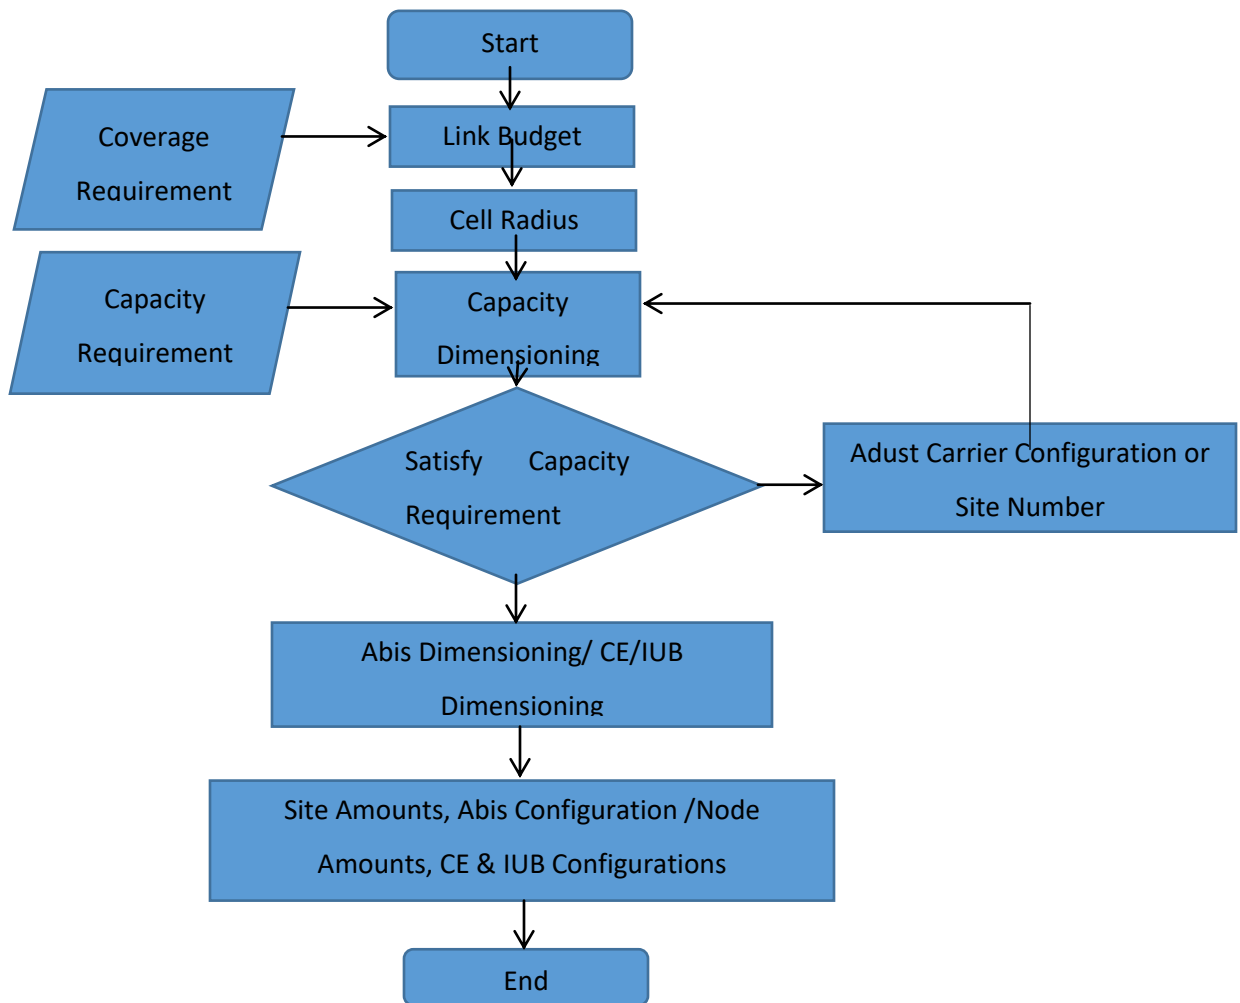 Start
Coverage
Requirement
Link Budget
Cell Radius
Capacity
Requirement
Capacity
Dimensioning
Satisfy Capacity
Requirement
Adust Carrier Configuration or
Site Number
Abis Dimensioning/ CE/IUB
Dimensioning
Site Amounts, Abis Configuration /Node
Amounts, CE & IUB Configurations
End